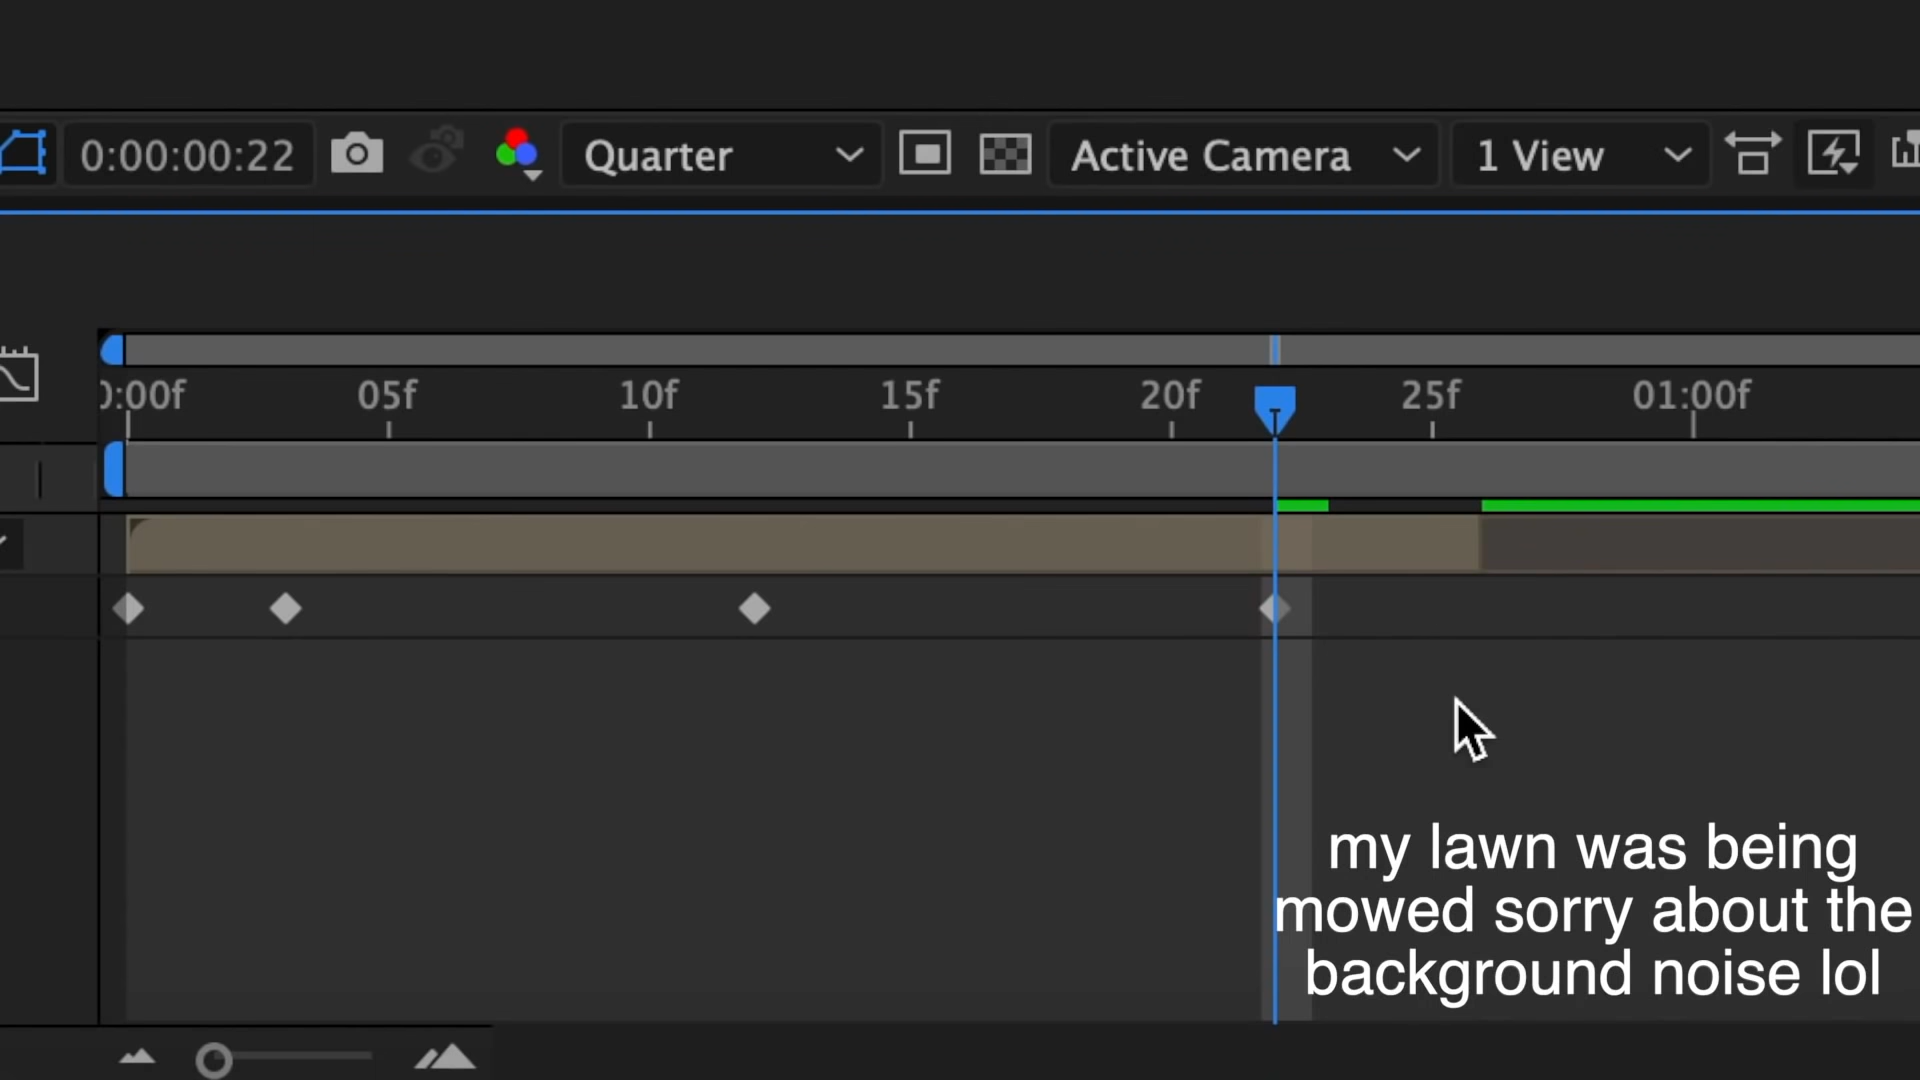 0:00:00:22 Quarter Active Camera 1 View
0:00f 05f 10f 15f 20f 25f 01:00f
my lawn was being
mowed sorry about the
background noise lol